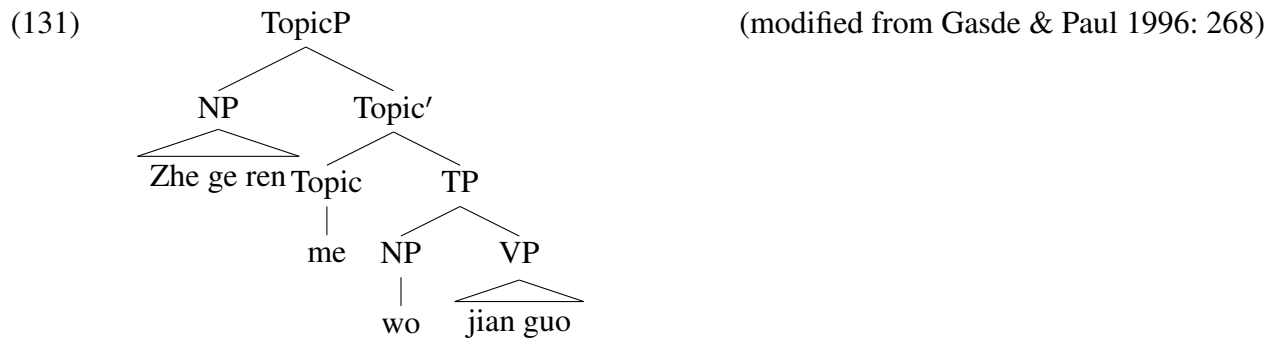 (131) TopicP (modified from Gasde & Paul 1996: 268)
NP Topic′
Zhe ge ren Topic TP
me NP VP
wo jian guo